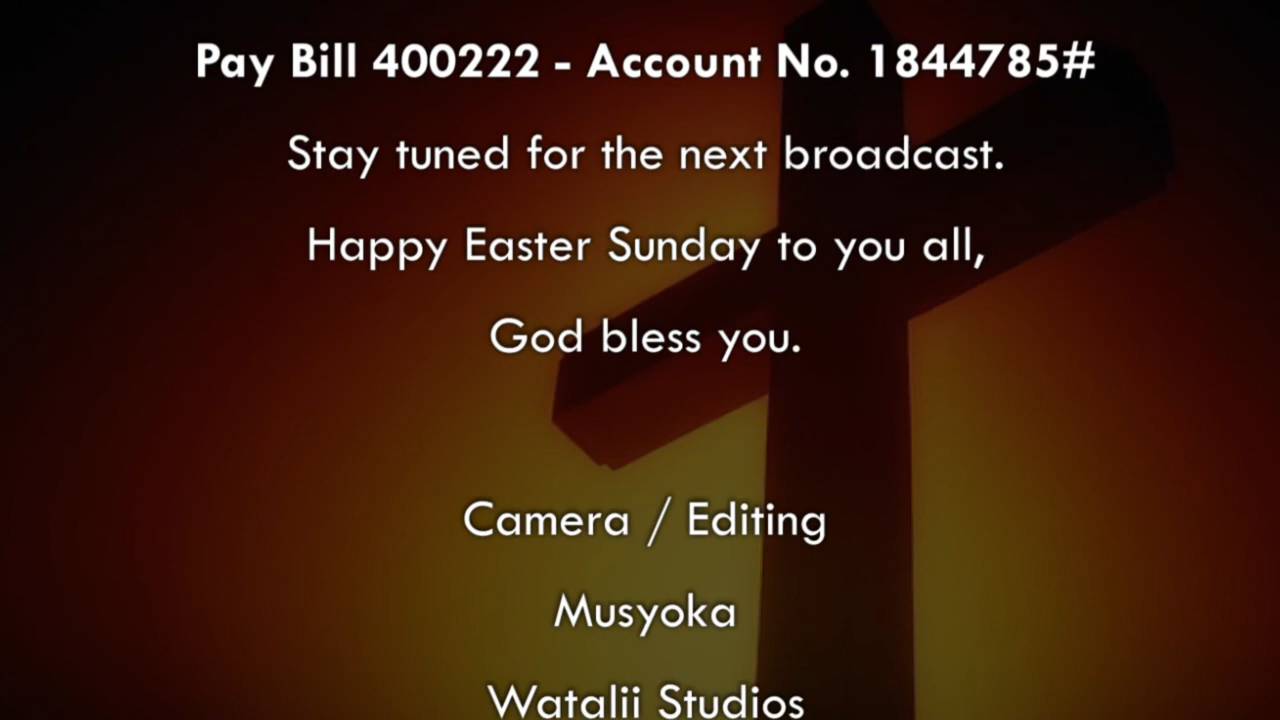 Pay Bill 400222 - Account No. 1844785#
Stay tuned for the next broadcast.
Happy Easter Sunday to you all,
God bless you.
Camera / Editing
Musyoka
Watalii Studios